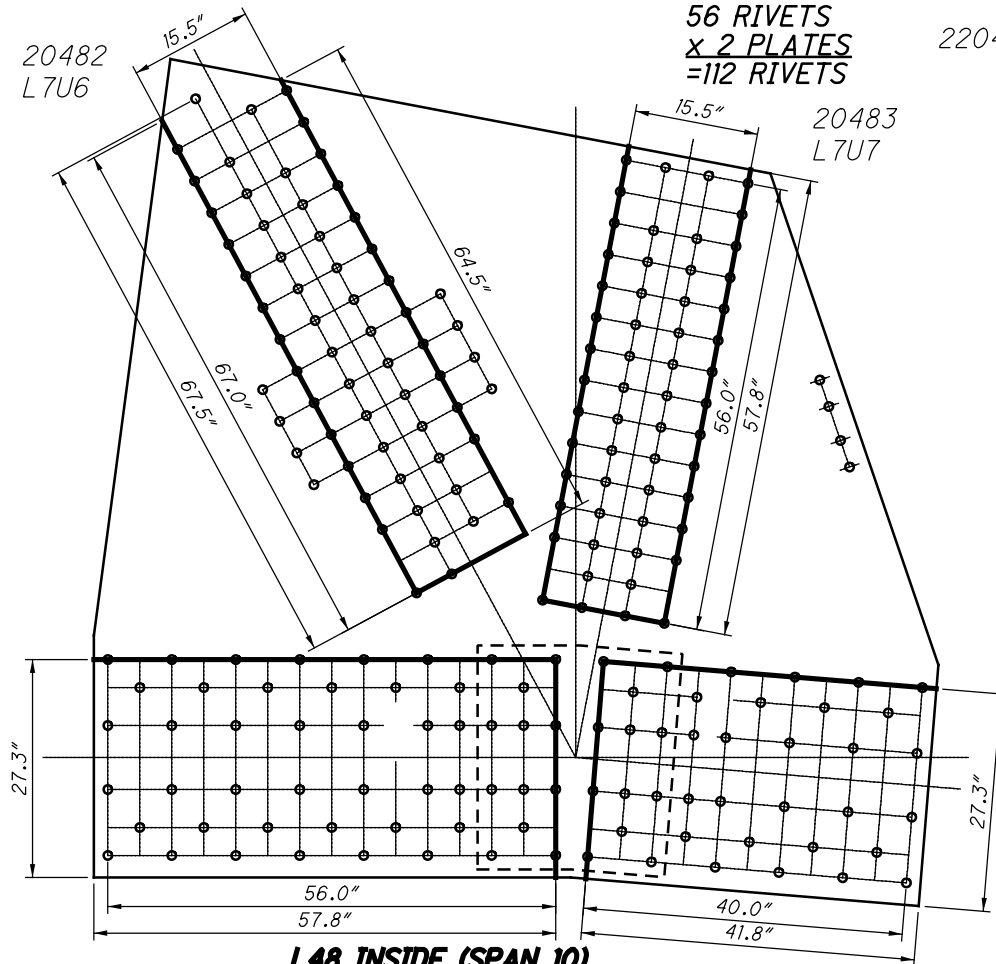 56 RIVETS
x 2 PLATES
=112 RIVETS
2204
20482
L7U6
15.5"
15.5"
20483
L7U7
64.5"
67.0"
67.5"
56.0"
57.8"
27.3"
27.3"
56.0"
57.8"
40.0"
41.8"
L48 INSIDE (SPAN 10)